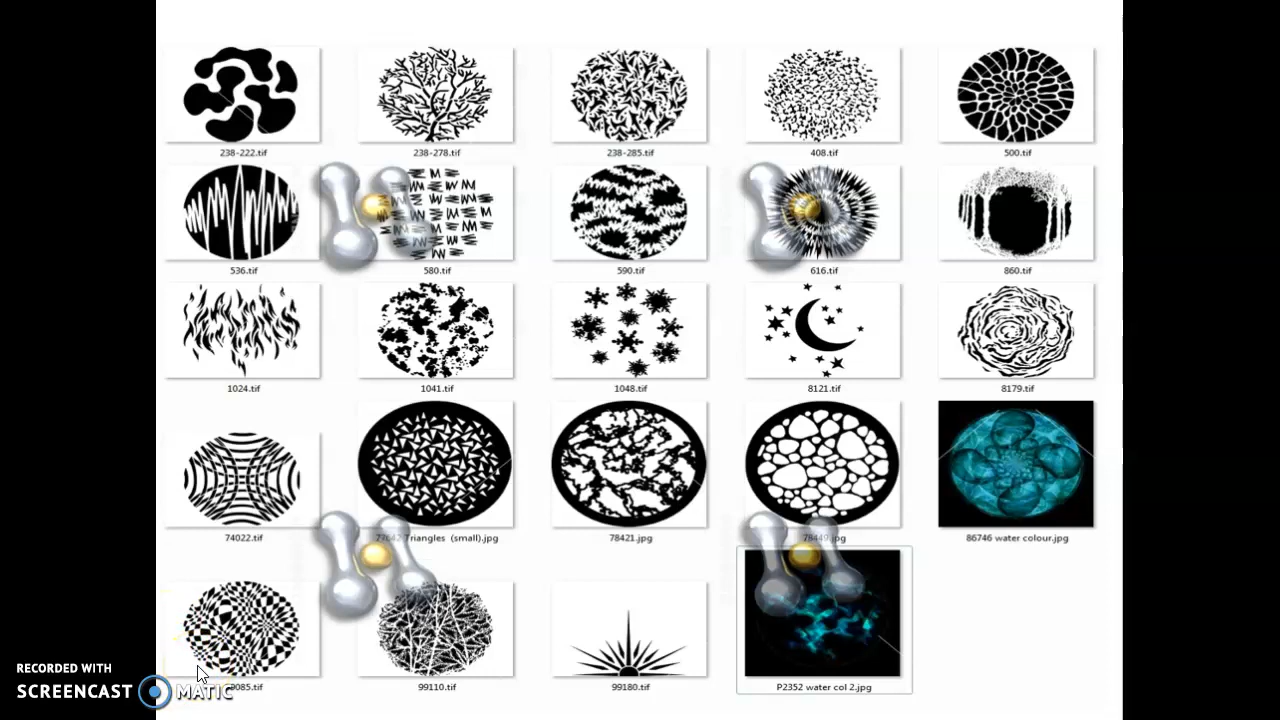 238-222.tif
238-278.tif
238-285.tif
408.tif
500.tif
536.tif
580.tif
590.tif
616.tif
860.tif
1024.tif
1041.tif
1048.tif
8121.tif
8179.tif
74022.tif
Triangles (small).jpg
78421.jpg
78449.jpg
86746 water colour.jpg
99110.tif
99180.tif
P2352 water col 2.jpg
RECORDED WITH
SCREENCAST MATIC